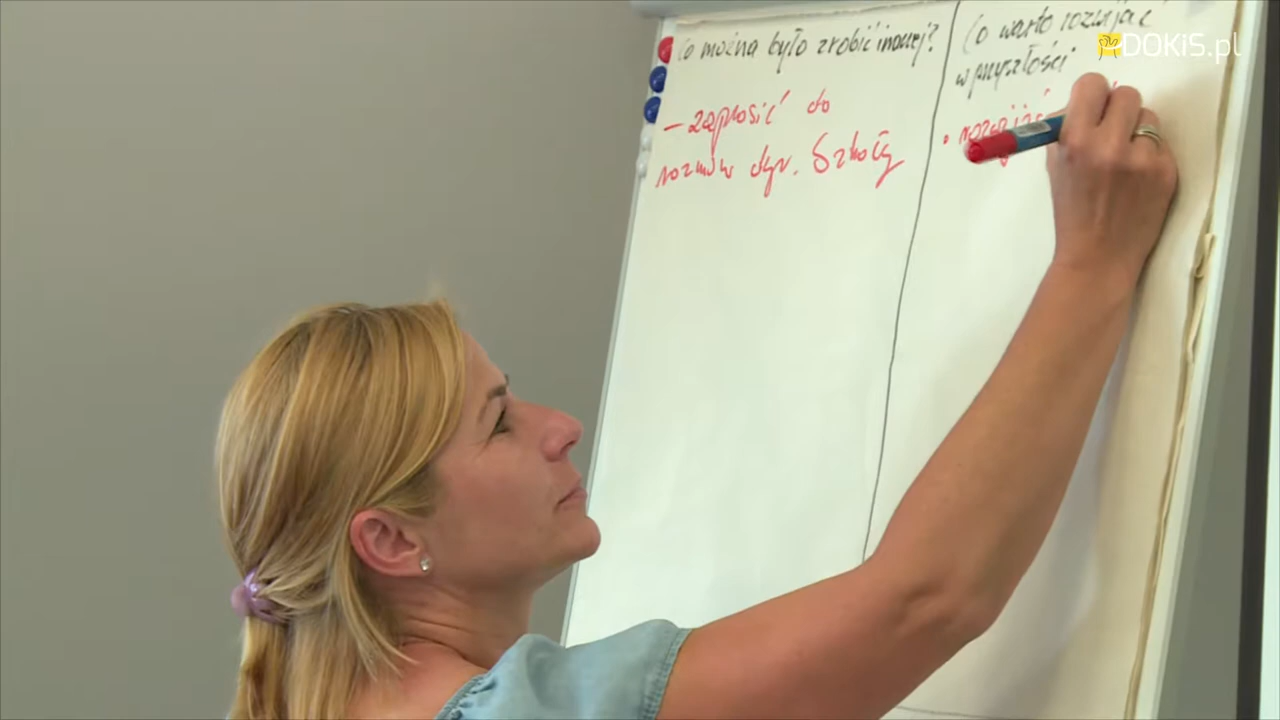 Co można było zrobić inaczej?
– zaprosić do
rozmów dyr. Szkoły
Co warto rozwijać
w przyszłości
DOKiS.pl